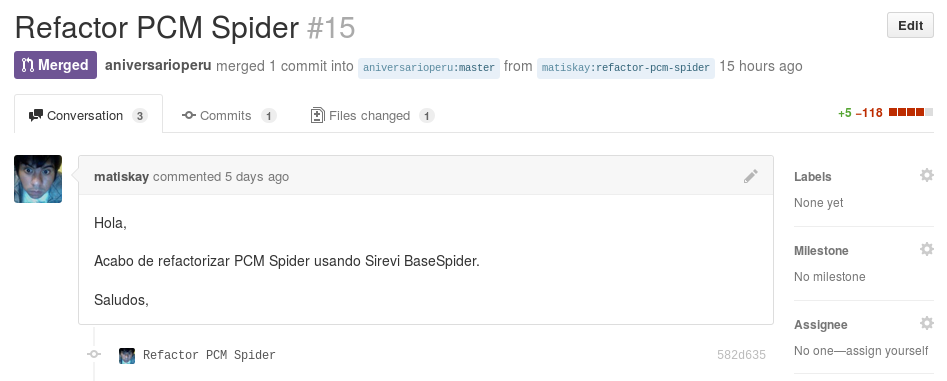 Refactor PCM Spider #15
Edit
Merged aniversarioperu merged 1 commit into aniversarioperu:master from matiskay:refactor-pcm-spider 15 hours ago
Conversation 3 Commits 1 Files changed 1 +5 −118
matiskay commented 5 days ago
Hola,
Acabo de refactorizar PCM Spider usando Sirevi BaseSpider.
Saludos,
Refactor PCM Spider 582d635
Labels
None yet
Milestone
No milestone
Assignee
No one—assign yourself